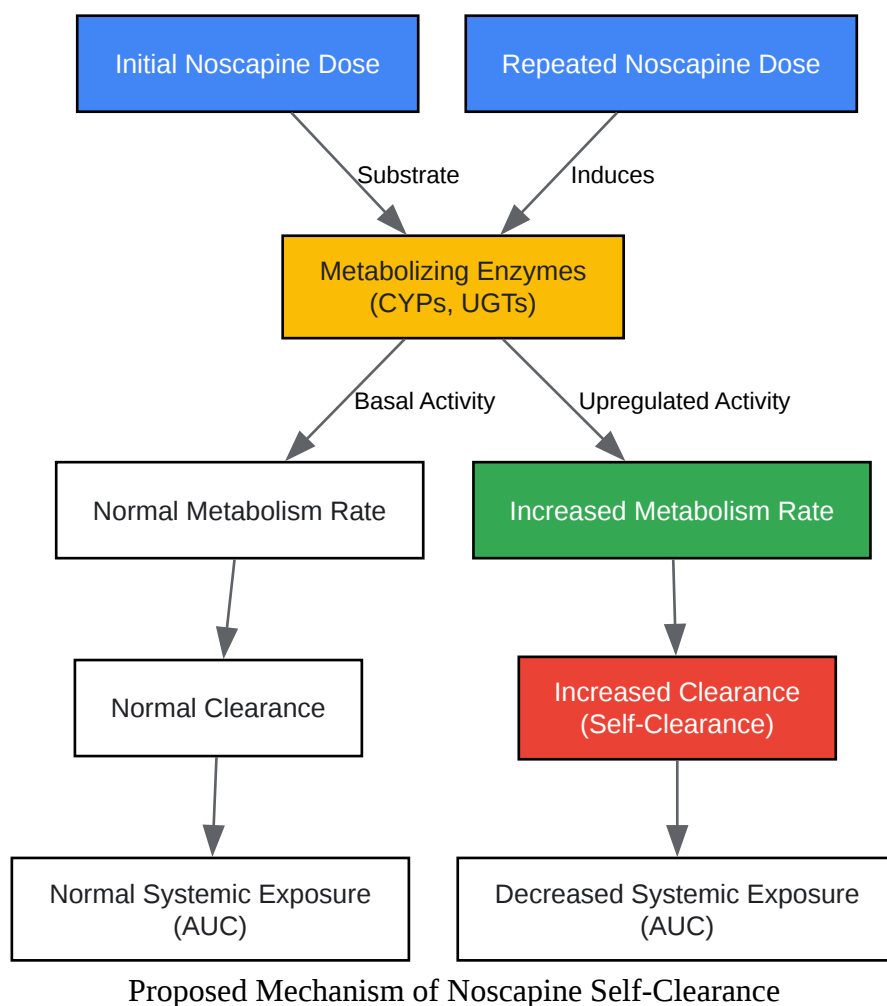 Initial Noscapine Dose
Repeated Noscapine Dose
Substrate
Induces
Metabolizing Enzymes
(CYPs, UGTs)
Basal Activity
Upregulated Activity
Normal Metabolism Rate
Increased Metabolism Rate
Normal Clearance
Increased Clearance
(Self-Clearance)
Normal Systemic Exposure
(AUC)
Decreased Systemic Exposure
(AUC)
Proposed Mechanism of Noscapine Self-Clearance